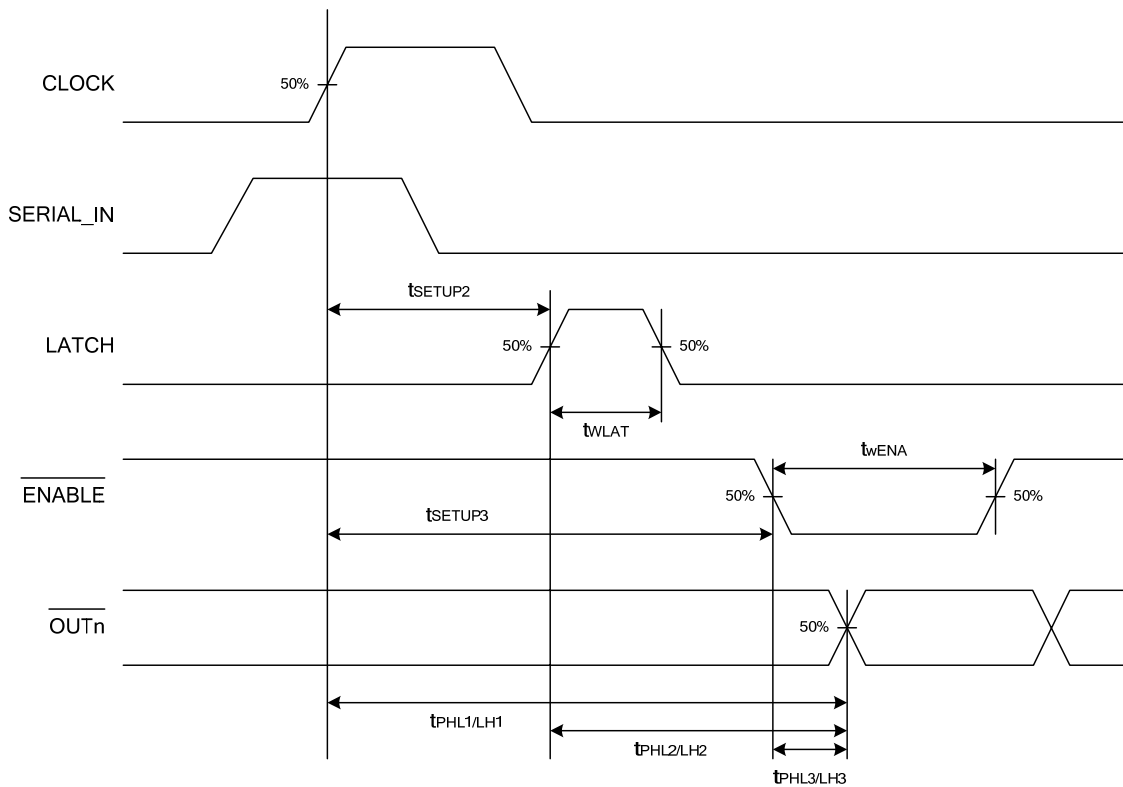 CLOCK
50%
SERIAL_IN
tSETUP2
LATCH
50%
50%
tWLAT
ENABLE
50%
twENA
50%
tSETUP3
OUTn
50%
tPHL1/LH1
tPHL2/LH2
tPHL3/LH3